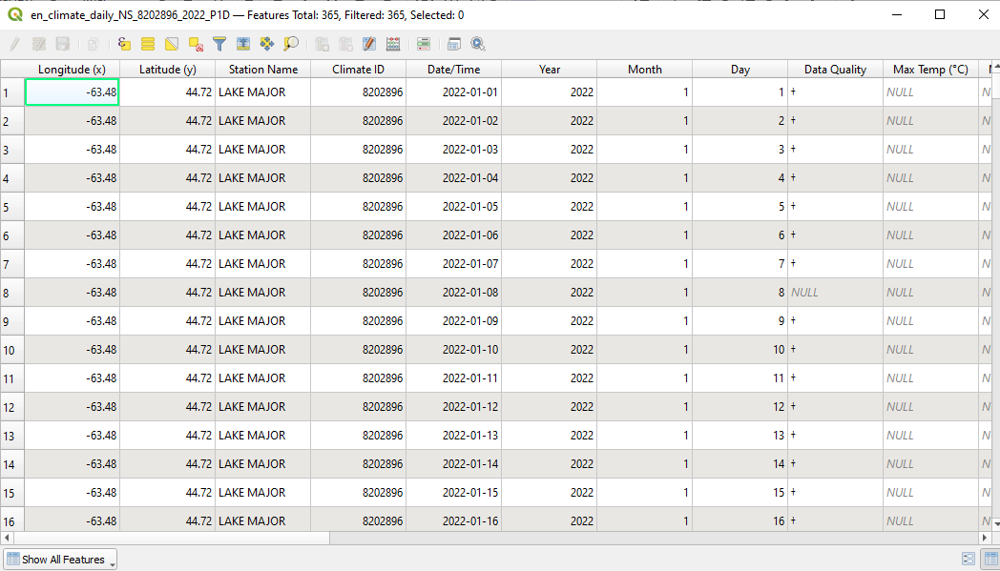 en_climate_daily_NS_8202896_2022_P1D — Features Total: 365, Filtered: 365, Selected: 0
Longitude (x) Latitude (y) Station Name Climate ID Date/Time Year Month Day Data Quality Max Temp (°C)
1 -63.48 44.72 LAKE MAJOR 8202896 2022-01-01 2022 1 1 † NULL N
2 -63.48 44.72 LAKE MAJOR 8202896 2022-01-02 2022 1 2 † NULL N
3 -63.48 44.72 LAKE MAJOR 8202896 2022-01-03 2022 1 3 † NULL N
4 -63.48 44.72 LAKE MAJOR 8202896 2022-01-04 2022 1 4 † NULL N
5 -63.48 44.72 LAKE MAJOR 8202896 2022-01-05 2022 1 5 † NULL N
6 -63.48 44.72 LAKE MAJOR 8202896 2022-01-06 2022 1 6 † NULL N
7 -63.48 44.72 LAKE MAJOR 8202896 2022-01-07 2022 1 7 † NULL N
8 -63.48 44.72 LAKE MAJOR 8202896 2022-01-08 2022 1 8 NULL NULL N
9 -63.48 44.72 LAKE MAJOR 8202896 2022-01-09 2022 1 9 † NULL N
10 -63.48 44.72 LAKE MAJOR 8202896 2022-01-10 2022 1 10 † NULL N
11 -63.48 44.72 LAKE MAJOR 8202896 2022-01-11 2022 1 11 † NULL N
12 -63.48 44.72 LAKE MAJOR 8202896 2022-01-12 2022 1 12 † NULL N
13 -63.48 44.72 LAKE MAJOR 8202896 2022-01-13 2022 1 13 † NULL N
14 -63.48 44.72 LAKE MAJOR 8202896 2022-01-14 2022 1 14 † NULL N
15 -63.48 44.72 LAKE MAJOR 8202896 2022-01-15 2022 1 15 † NULL N
16 -63.48 44.72 LAKE MAJOR 8202896 2022-01-16 2022 1 16 † NULL N
Show All Features